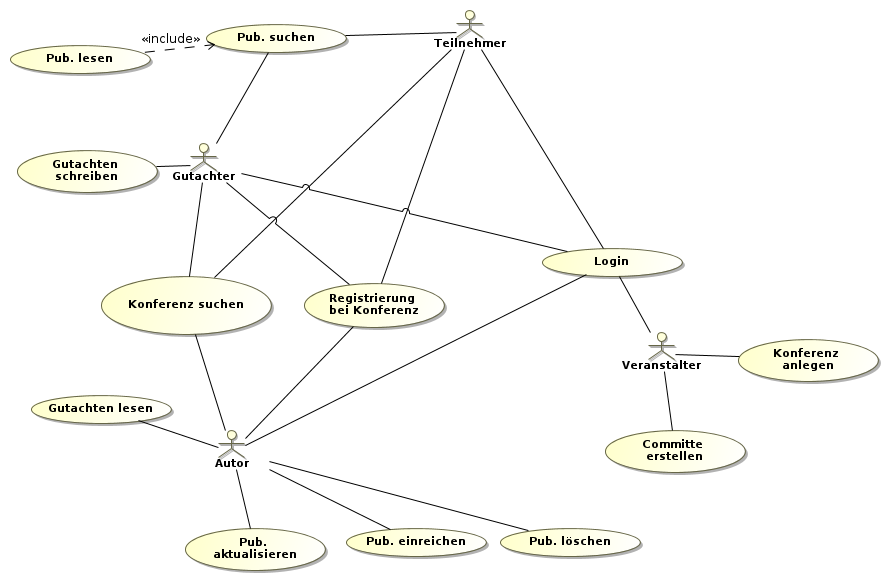 «include»
Pub. suchen
Teilnehmer
Pub. lesen
Gutachten
schreiben
Gutachter
Login
Konferenz suchen
Registrierung
bei Konferenz
Veranstalter
Konferenz
anlegen
Gutachten lesen
Autor
Committe
erstellen
Pub.
aktualisieren
Pub. einreichen
Pub. löschen